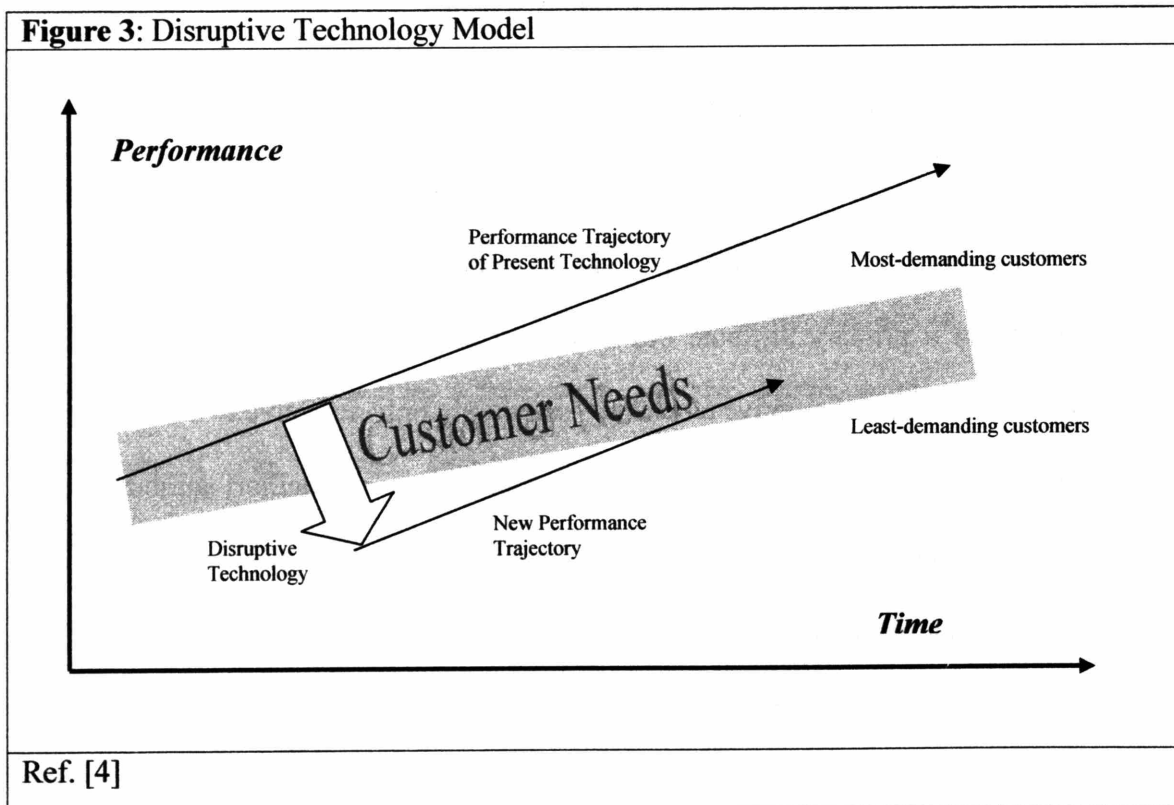 Figure 3: Disruptive Technology Model
Performance
Performance Trajectory
of Present Technology
Most-demanding customers
Customer Needs
Least-demanding customers
New Performance
Trajectory
Disruptive
Technology
Time
Ref. [4]